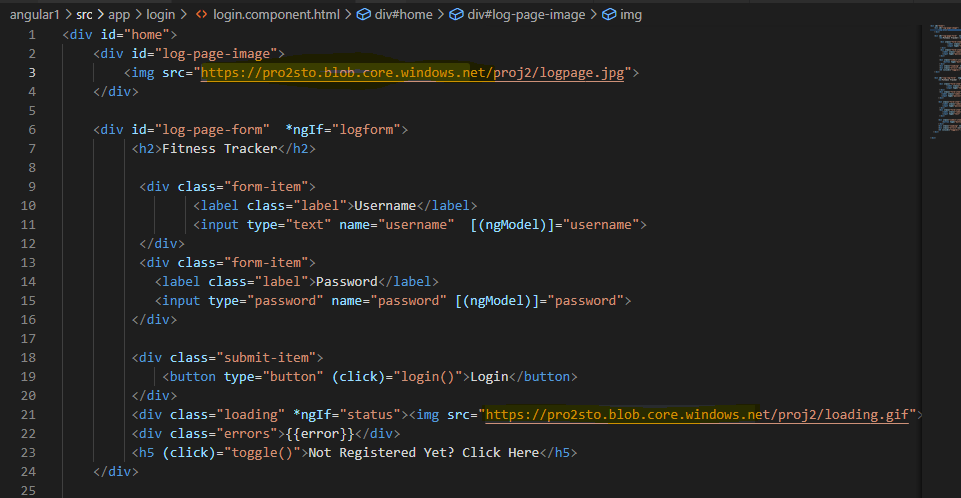 angular1 > src > app > login > <> login.component.html > div#home > div#log-page-image > img
1 <div id="home">
2 <div id="log-page-image">
3 <img src="https://pro2sto.blob.core.windows.net/proj2/logpage.jpg">
4 </div>
5
6 <div id="log-page-form"  *ngIf="logform">
7 <h2>Fitness Tracker</h2>
8
9 <div class="form-item">
10 <label class="label">Username</label>
11 <input type="text" name="username"  [(ngModel)]="username">
12 </div>
13 <div class="form-item">
14 <label class="label">Password</label>
15 <input type="password" name="password" [(ngModel)]="password">
16 </div>
17
18 <div class="submit-item">
19 <button type="button" (click)="login()">Login</button>
20 </div>
21 <div class="loading" *ngIf="status"><img src="https://pro2sto.blob.core.windows.net/proj2/loading.gif">
22 <div class="errors">{{error}}</div>
23 <h5 (click)="toggle()">Not Registered Yet? Click Here</h5>
24 </div>
25